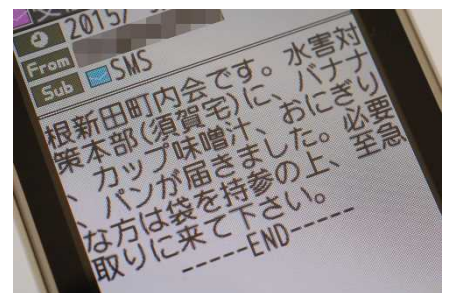 2015/
From
Sub SMS
根新田町内会です。水害対
策本部(須賀宅)に、バナナ
、カップ味噌汁、おにぎり
、パンが届きました。必要
な方は袋を持参の上、至急
取りに来て下さい。
-----END-----